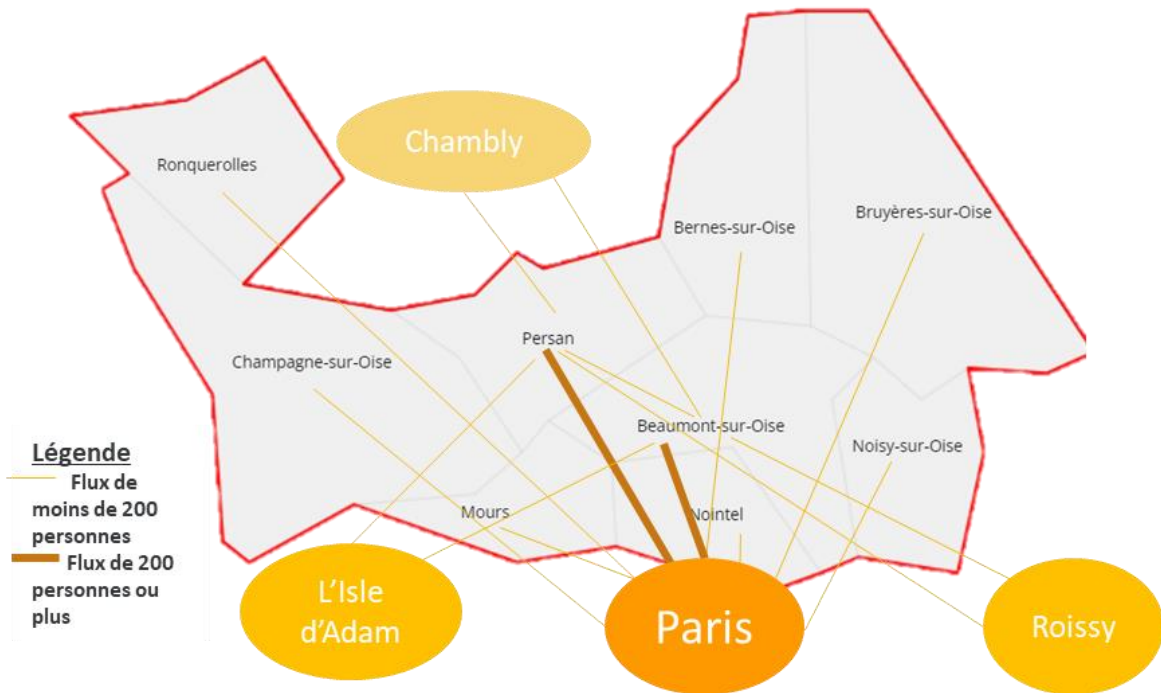 Chambly
Ronquerolles
Bruyères-sur-Oise
Bernes-sur-Oise
Persan
Champagne-sur-Oise
Beaumont-sur-Oise
Noisy-sur-Oise
Légende
Flux de
moins de 200
personnes
Flux de 200
personnes ou
plus
Mours
Nointel
L'Isle
d'Adam
Paris
Roissy